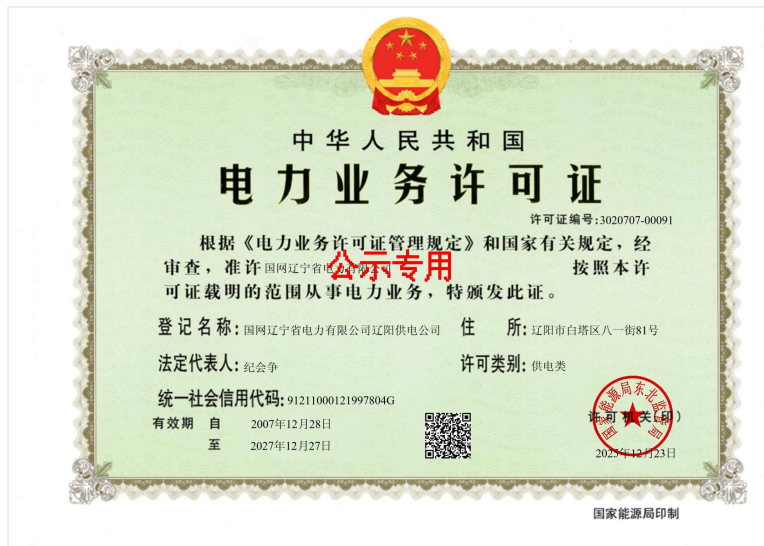 中华人民共和国
电力业务许可证
许可证编号:3020707-00091
根据《电力业务许可证管理规定》和国家有关规定，经
审查，准许国网辽宁省电力有限公司 按照本许
公示专用
可证载明的范围从事电力业务，特颁发此证。
登记名称:国网辽宁省电力有限公司辽阳供电公司 住 所:辽阳市白塔区八一街81号
法定代表人:纪会争 许可类别:供电类
统一社会信用代码:91211000121997804G
有效期 自 2007年12月28日 许可机关(印)
国家能源局东北监管局
至 2027年12月27日 2025年12月23日
国家能源局印制